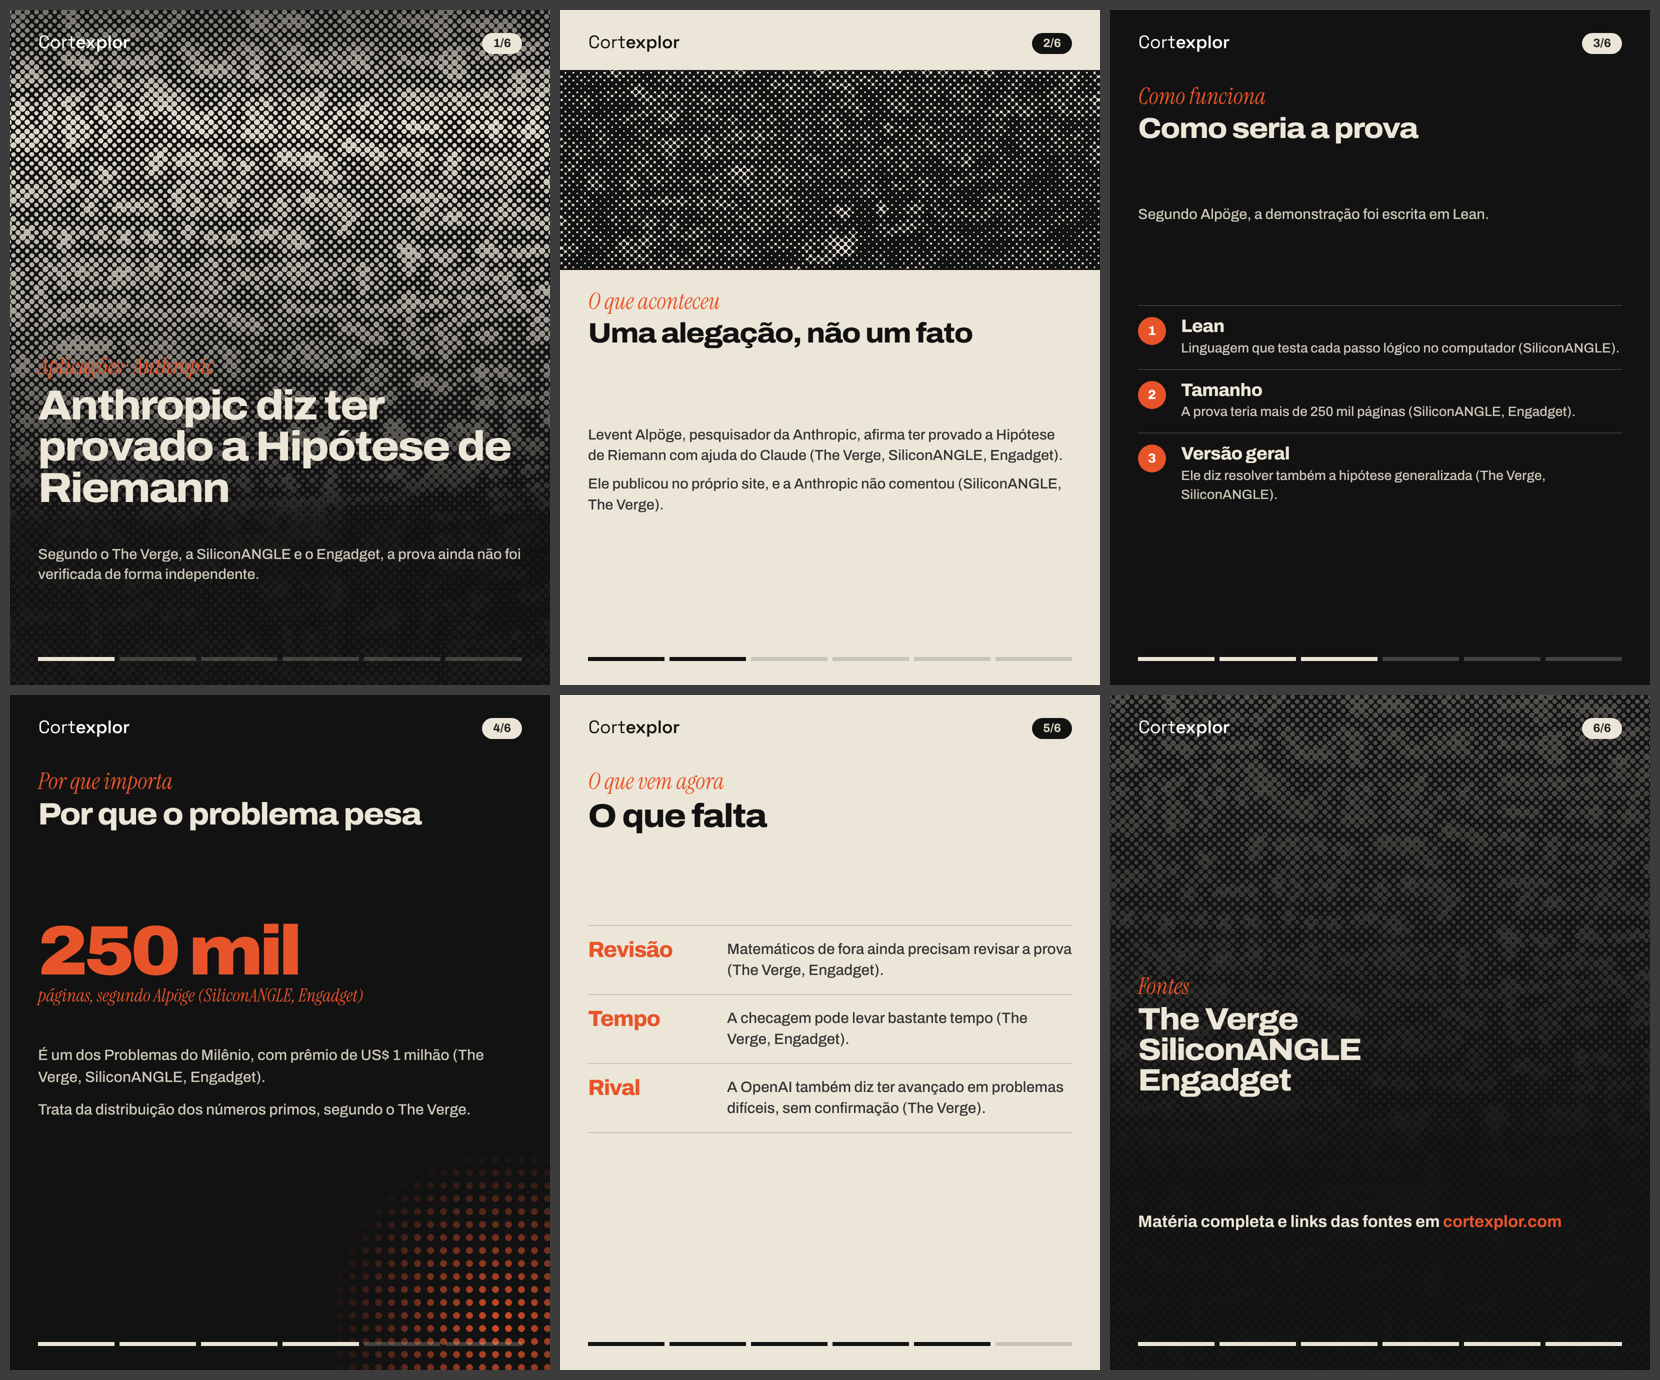 Cortexplor
1/6
Aplicações · Anthropic
Anthropic diz ter
provado a Hipótese de
Riemann
Segundo o The Verge, a SiliconANGLE e o Engadget, a prova ainda não foi
verificada de forma independente.
Cortexplor
2/6
O que aconteceu
Uma alegação, não um fato
Levent Alpöge, pesquisador da Anthropic, afirma ter provado a Hipótese
de Riemann com ajuda do Claude (The Verge, SiliconANGLE, Engadget).
Ele publicou no próprio site, e a Anthropic não comentou (SiliconANGLE,
The Verge).
Cortexplor
3/6
Como funciona
Como seria a prova
Segundo Alpöge, a demonstração foi escrita em Lean.
1
Lean
Linguagem que testa cada passo lógico no computador (SiliconANGLE).
2
Tamanho
A prova teria mais de 250 mil páginas (SiliconANGLE, Engadget).
3
Versão geral
Ele diz resolver também a hipótese generalizada (The Verge,
SiliconANGLE).
Cortexplor
4/6
Por que importa
Por que o problema pesa
250 mil
páginas, segundo Alpöge (SiliconANGLE, Engadget)
É um dos Problemas do Milênio, com prêmio de US$ 1 milhão (The
Verge, SiliconANGLE, Engadget).
Trata da distribuição dos números primos, segundo o The Verge.
Cortexplor
5/6
O que vem agora
O que falta
Revisão
Matemáticos de fora ainda precisam revisar a prova
(The Verge, Engadget).
Tempo
A checagem pode levar bastante tempo (The
Verge, Engadget).
Rival
A OpenAI também diz ter avançado em problemas
difíceis, sem confirmação (The Verge).
Cortexplor
6/6
Fontes
The Verge
SiliconANGLE
Engadget
Matéria completa e links das fontes em cortexplor.com